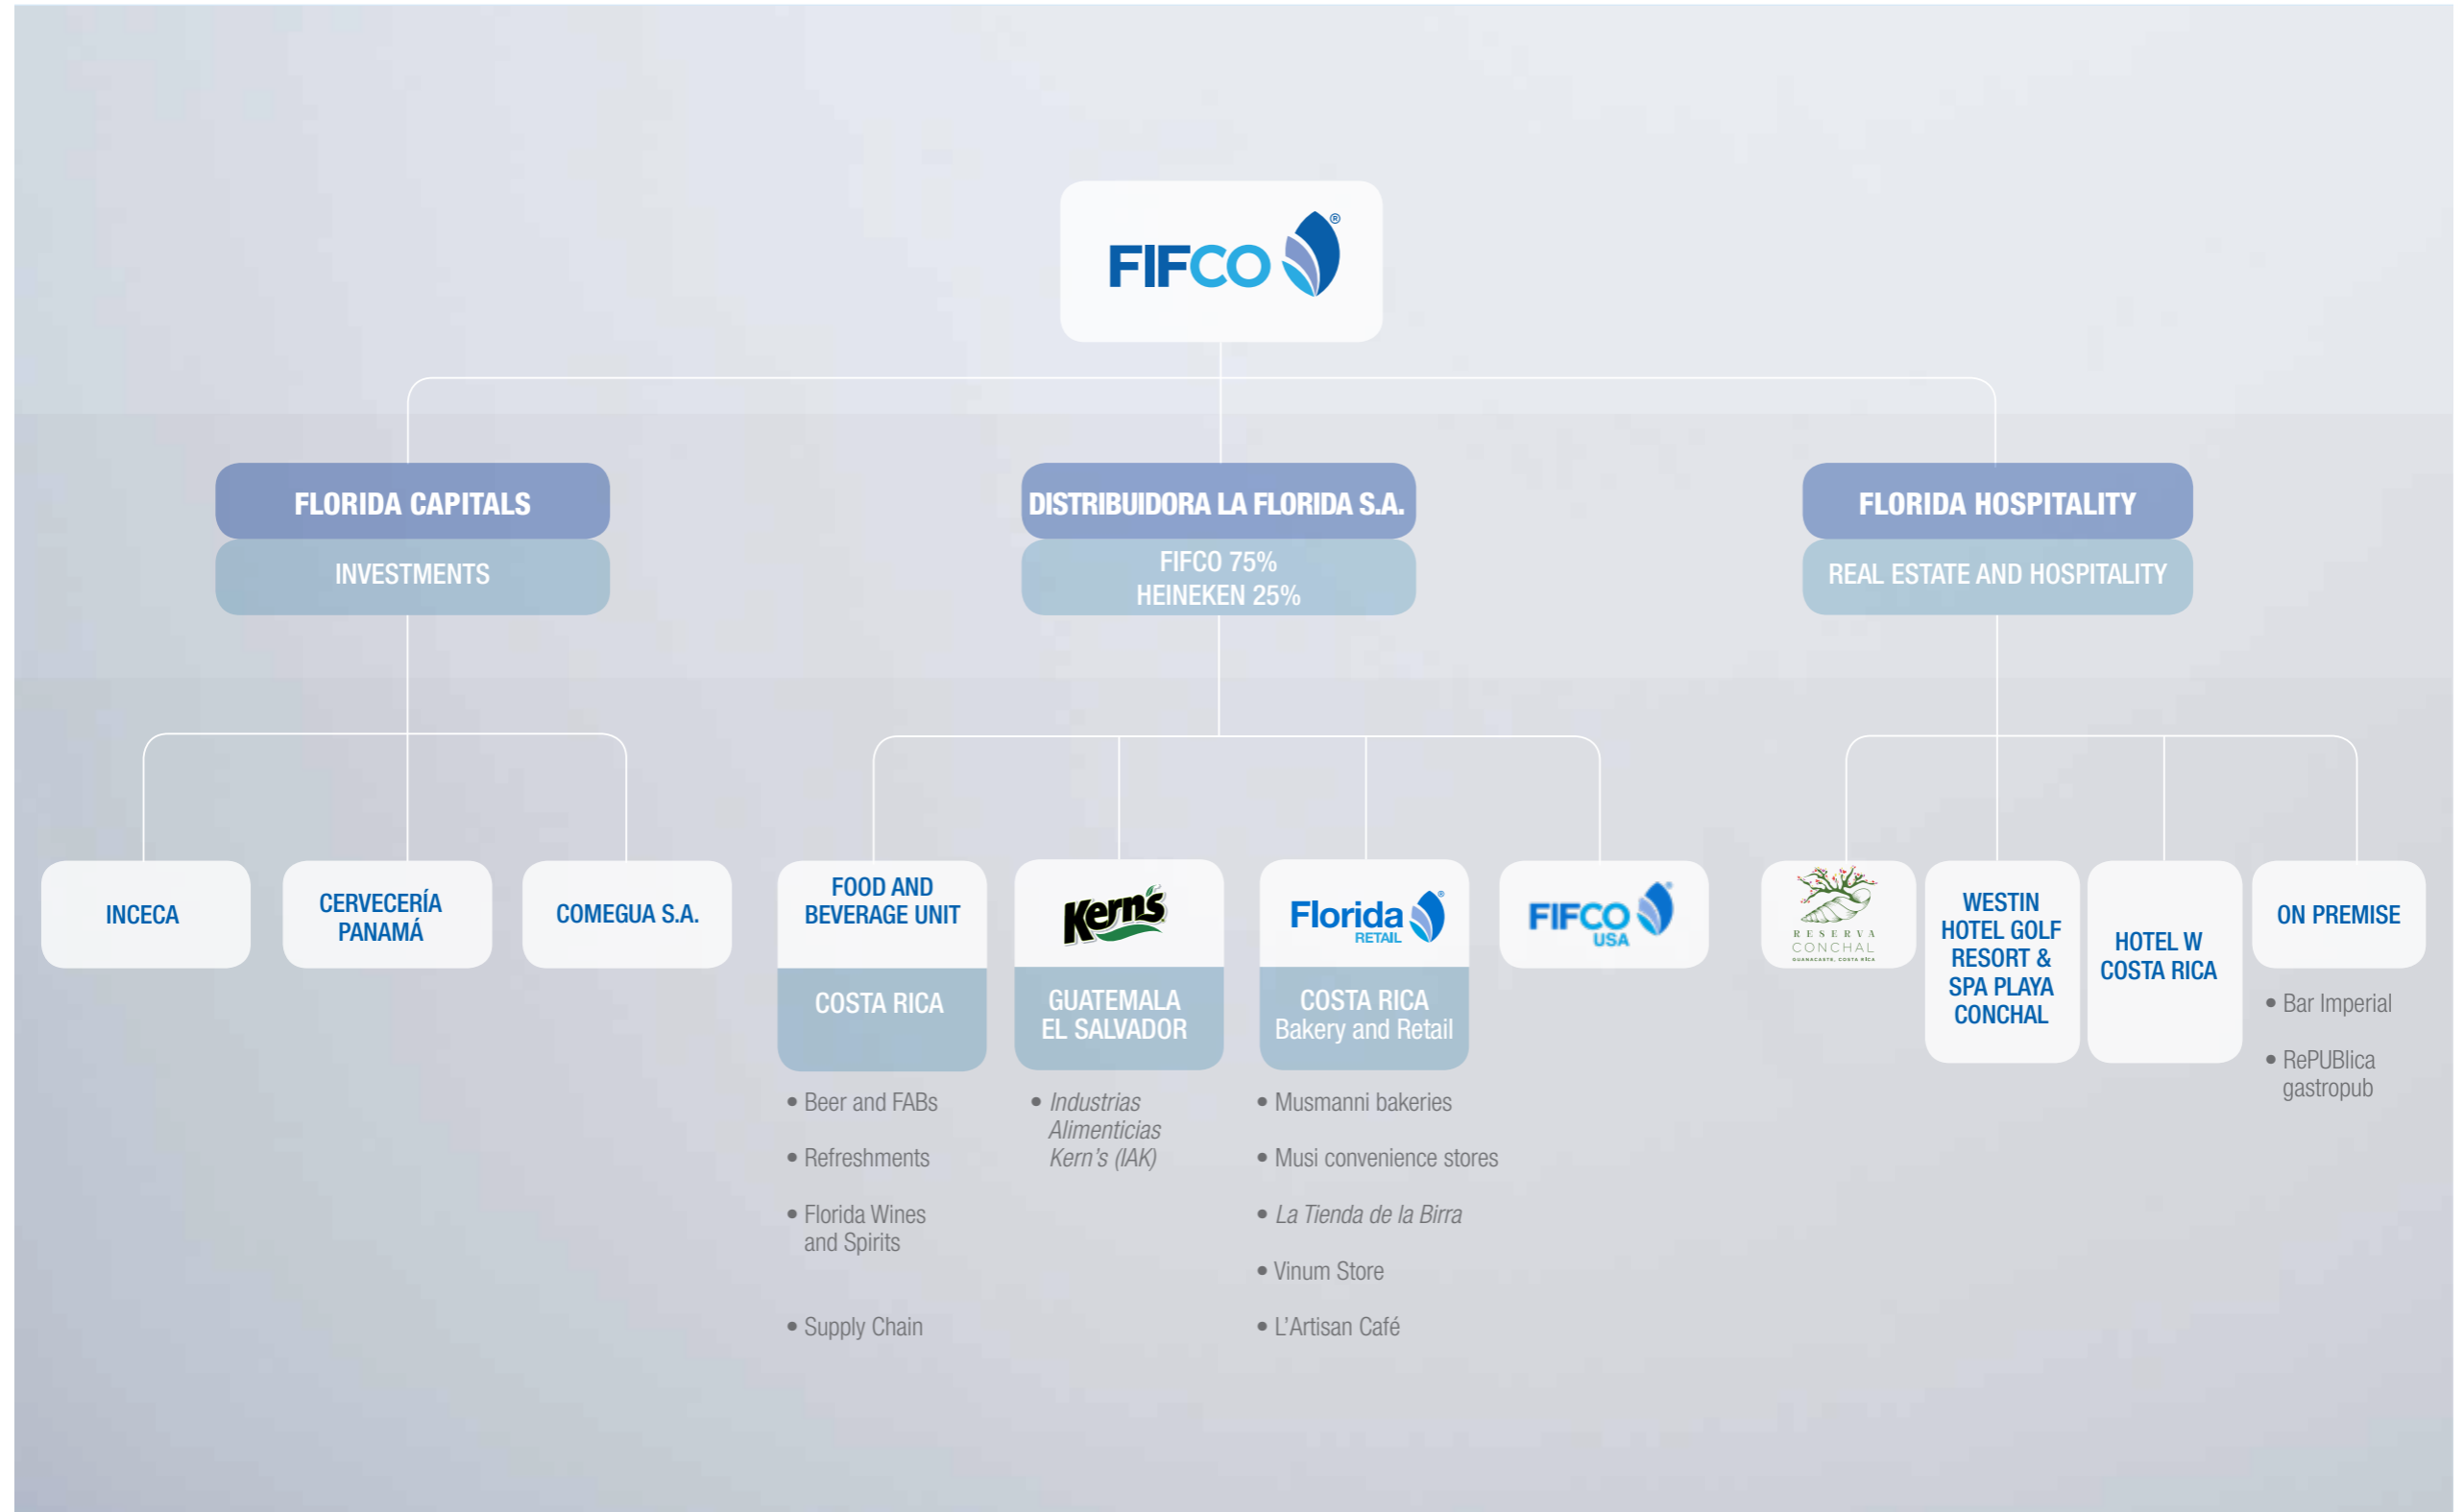 FIFCO®
FLORIDA CAPITALS
INVESTMENTS
DISTRIBUIDORA LA FLORIDA S.A.
FIFCO 75%
HEINEKEN 25%
FLORIDA HOSPITALITY
REAL ESTATE AND HOSPITALITY
INCECA
CERVECERÍA
PANAMÁ
COMEGUA S.A.
FOOD AND
BEVERAGE UNIT
COSTA RICA
• Beer and FABs
• Refreshments
• Florida Wines
and Spirits
• Supply Chain
Kern's
GUATEMALA
EL SALVADOR
• Industrias
Alimenticias
Kern's (IAK)
Florida®
RETAIL
COSTA RICA
Bakery and Retail
• Musmanni bakeries
• Musi convenience stores
• La Tienda de la Birra
• Vinum Store
• L'Artisan Café
FIFCO®
USA
RESERVA
CONCHAL
GUANACASTE, COSTA RICA
WESTIN
HOTEL GOLF
RESORT &
SPA PLAYA
CONCHAL
HOTEL W
COSTA RICA
ON PREMISE
• Bar Imperial
• RePUBlica
gastropub